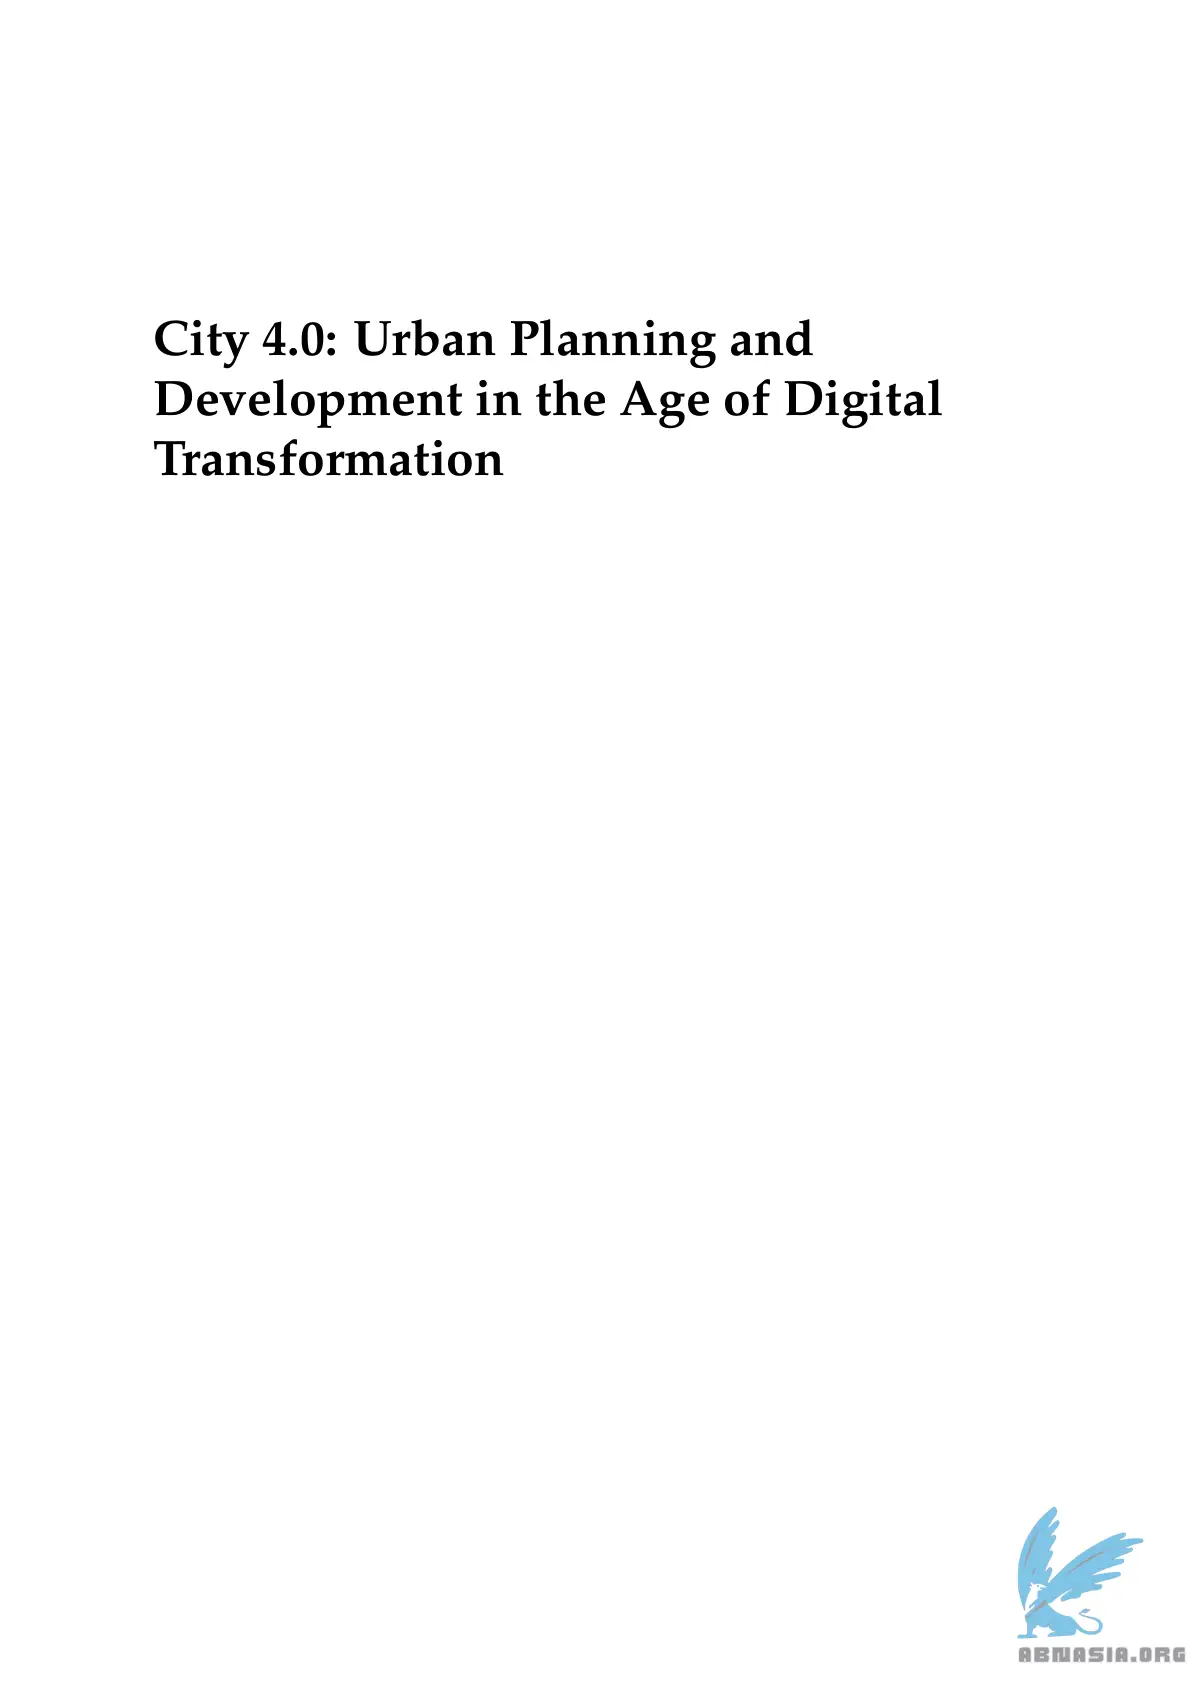 City 4.0: Urban Planning and
Development in the Age of Digital
Transformation
ABNASIA.ORG